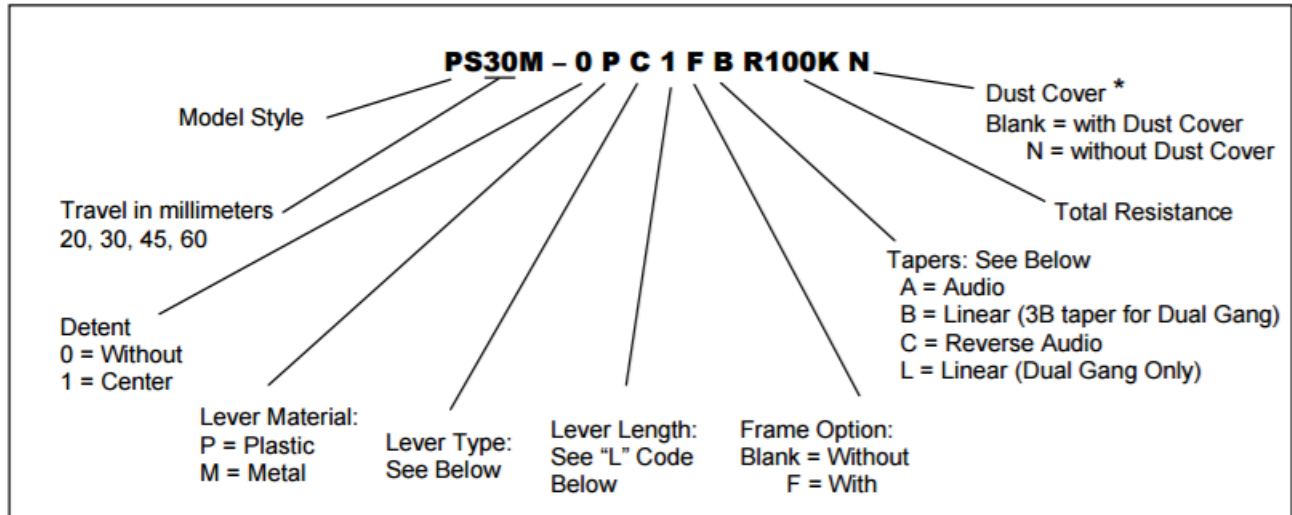 PS30M – 0 P C 1 F B R100K N
Model Style
Dust Cover *
Blank = with Dust Cover
N = without Dust Cover
Travel in millimeters
20, 30, 45, 60
Total Resistance
Tapers: See Below
A = Audio
B = Linear (3B taper for Dual Gang)
C = Reverse Audio
L = Linear (Dual Gang Only)
Detent
0 = Without
1 = Center
Lever Material:
P = Plastic
M = Metal
Lever Type:
See Below
Lever Length:
See “L” Code
Below
Frame Option:
Blank = Without
F = With